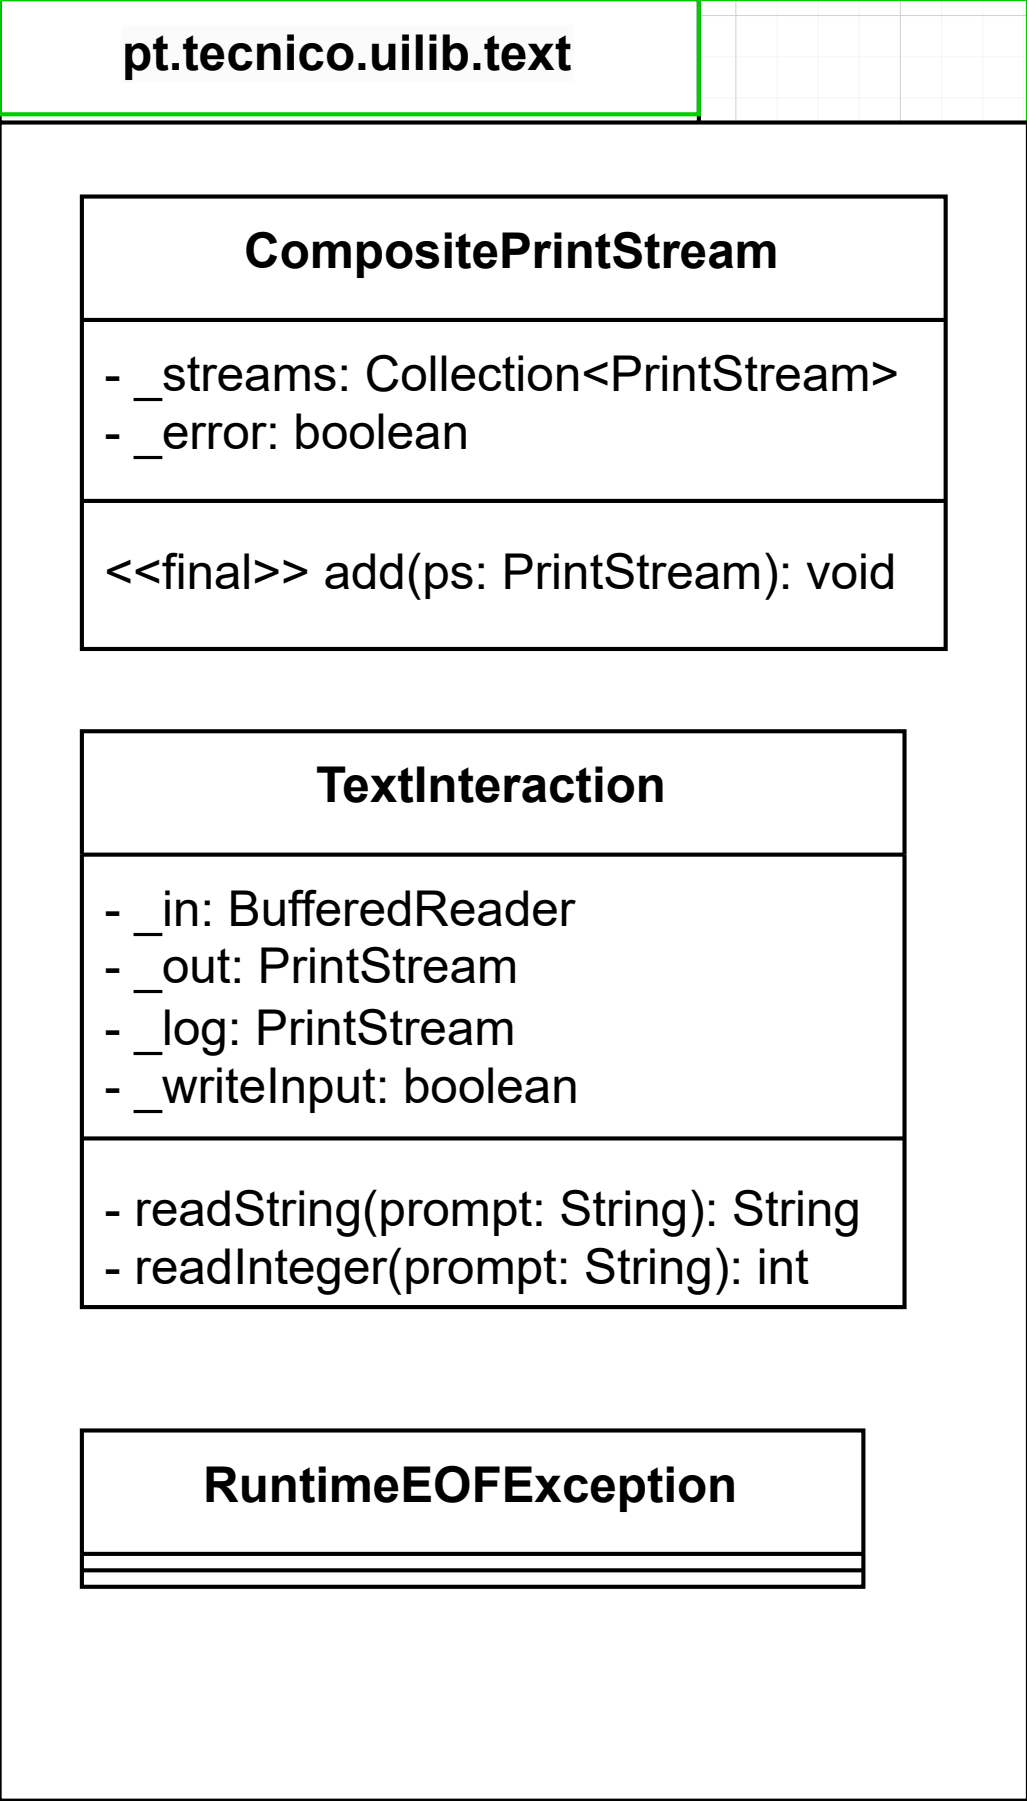 pt.tecnico.uilib.text
CompositePrintStream
- _streams: Collection<PrintStream>
- _error: boolean
<<final>> add(ps: PrintStream): void
TextInteraction
- _in: BufferedReader
- _out: PrintStream
- _log: PrintStream
- _writeInput: boolean
- readString(prompt: String): String
- readInteger(prompt: String): int
RuntimeEOFException